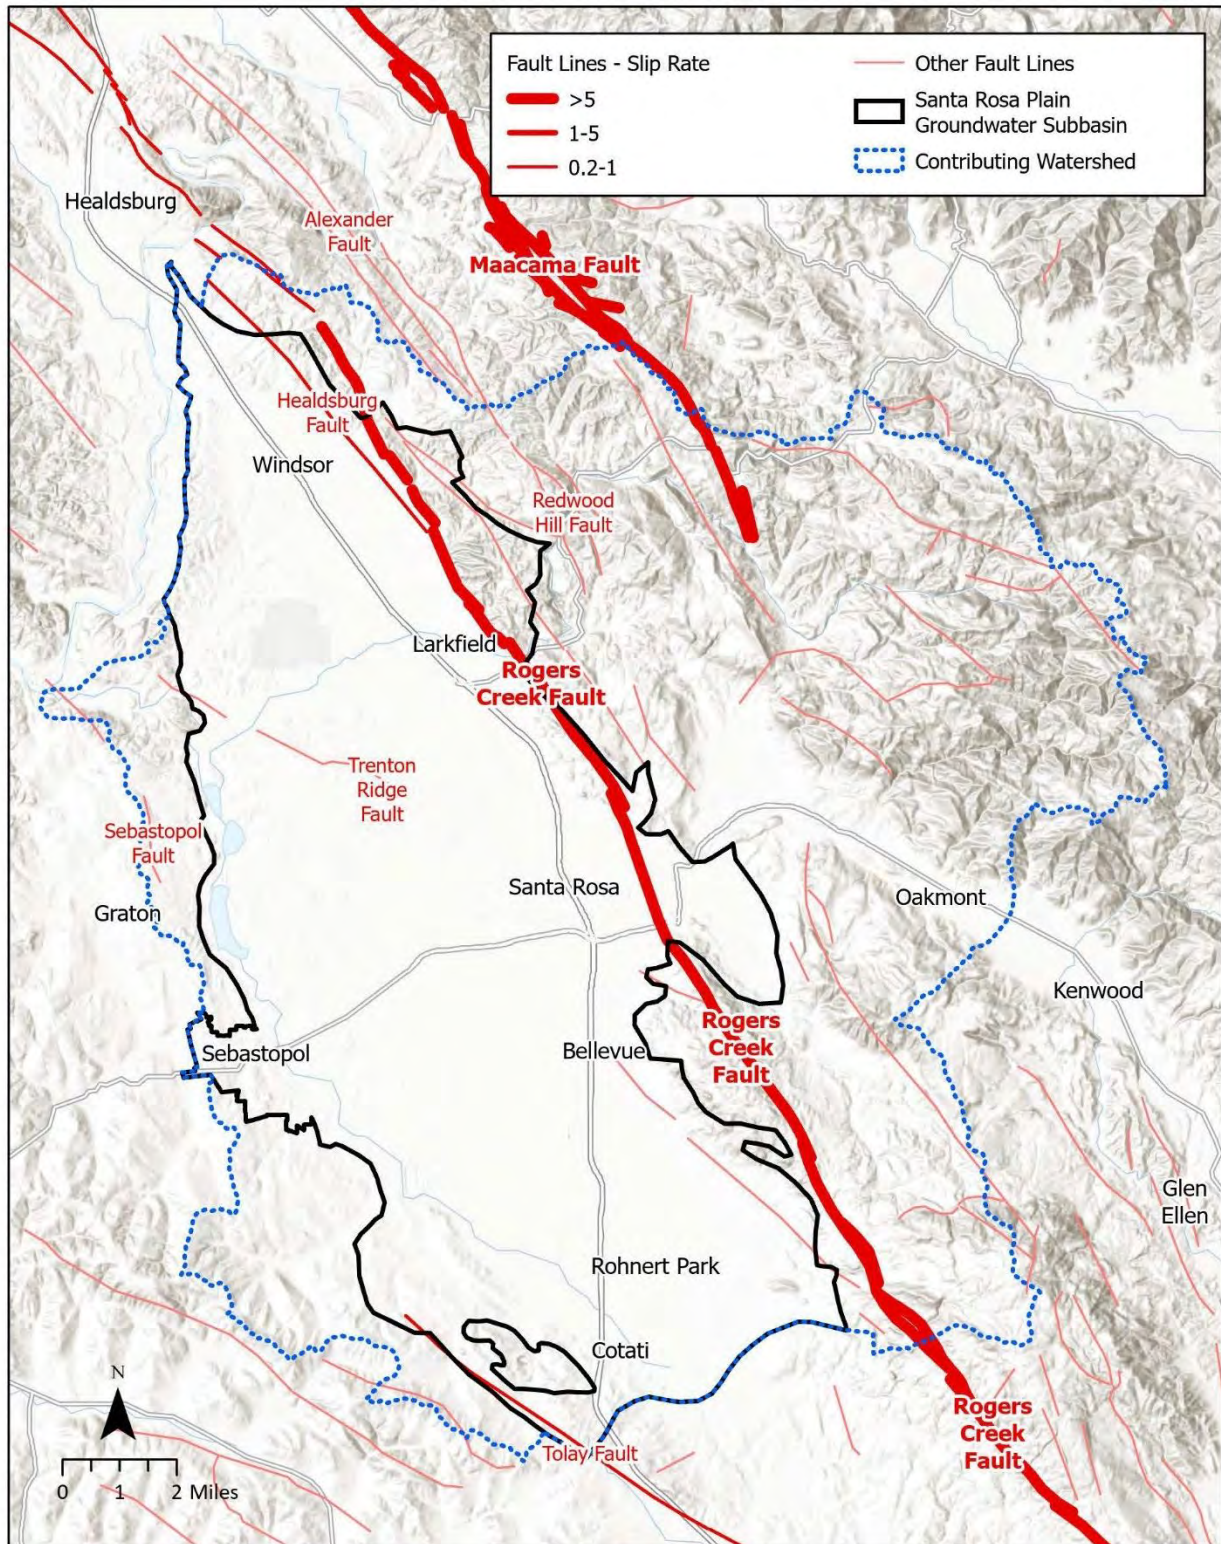 Fault Lines - Slip Rate
>5
1-5
0.2-1
Other Fault Lines
Santa Rosa Plain
Groundwater Subbasin
Contributing Watershed
Healdsburg
Alexander
Fault
Maacama Fault
Healdsburg
Fault
Windsor
Redwood
Hill Fault
Larkfield
Rogers
Creek Fault
Trenton
Ridge
Fault
Sebastopol
Fault
Graton
Santa Rosa
Oakmont
Kenwood
Rogers
Creek
Fault
Bellevue
Sebastopol
Glen
Ellen
Rohnert Park
Cotati
Rogers
Creek
Fault
Tolay Fault
N
0 1 2 Miles